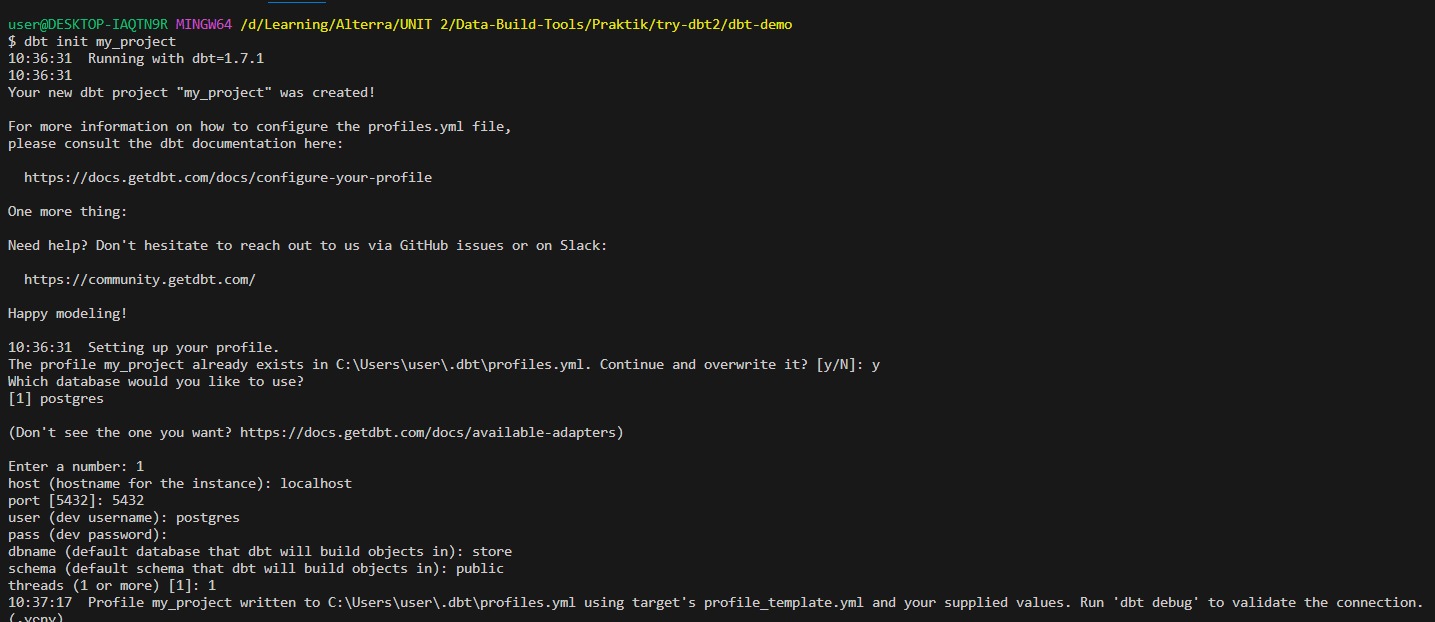 user@DESKTOP-IAQTN9R MINGW64 /d/Learning/Alterra/UNIT 2/Data-Build-Tools/Praktik/try-dbt2/dbt-demo
$ dbt init my_project
10:36:31  Running with dbt=1.7.1
10:36:31
Your new dbt project "my_project" was created!
For more information on how to configure the profiles.yml file,
please consult the dbt documentation here:
https://docs.getdbt.com/docs/configure-your-profile
One more thing:
Need help? Don't hesitate to reach out to us via GitHub issues or on Slack:
https://community.getdbt.com/
Happy modeling!
10:36:31  Setting up your profile.
The profile my_project already exists in C:\Users\user\.dbt\profiles.yml. Continue and overwrite it? [y/N]: y
Which database would you like to use?
[1] postgres
(Don't see the one you want? https://docs.getdbt.com/docs/available-adapters)
Enter a number: 1
host (hostname for the instance): localhost
port [5432]: 5432
user (dev username): postgres
pass (dev password):
dbname (default database that dbt will build objects in): store
schema (default schema that dbt will build objects in): public
threads (1 or more) [1]: 1
10:37:17  Profile my_project written to C:\Users\user\.dbt\profiles.yml using target's profile_template.yml and your supplied values. Run 'dbt debug' to validate the connection.